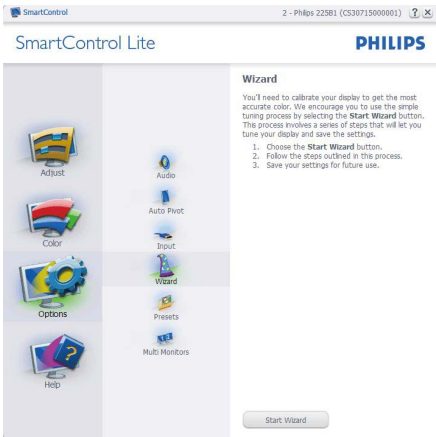 SmartControl
2 - Philips 225B1 (CS30715000001)
? X
SmartControl Lite
PHILIPS
Adjust
Color
Options
Help
Audio
Auto Pivot
Input
Wizard
Presets
Multi Monitors
Wizard
You'll need to calibrate your display to get the most
accurate color. We encourage you to use the simple
tuning process by selecting the Start Wizard button.
This process involves a series of steps that will let you
tune your display and save the settings.
1. Choose the Start Wizard button.
2. Follow the steps outlined in this process.
3. Save your settings for future use.
Start Wizard